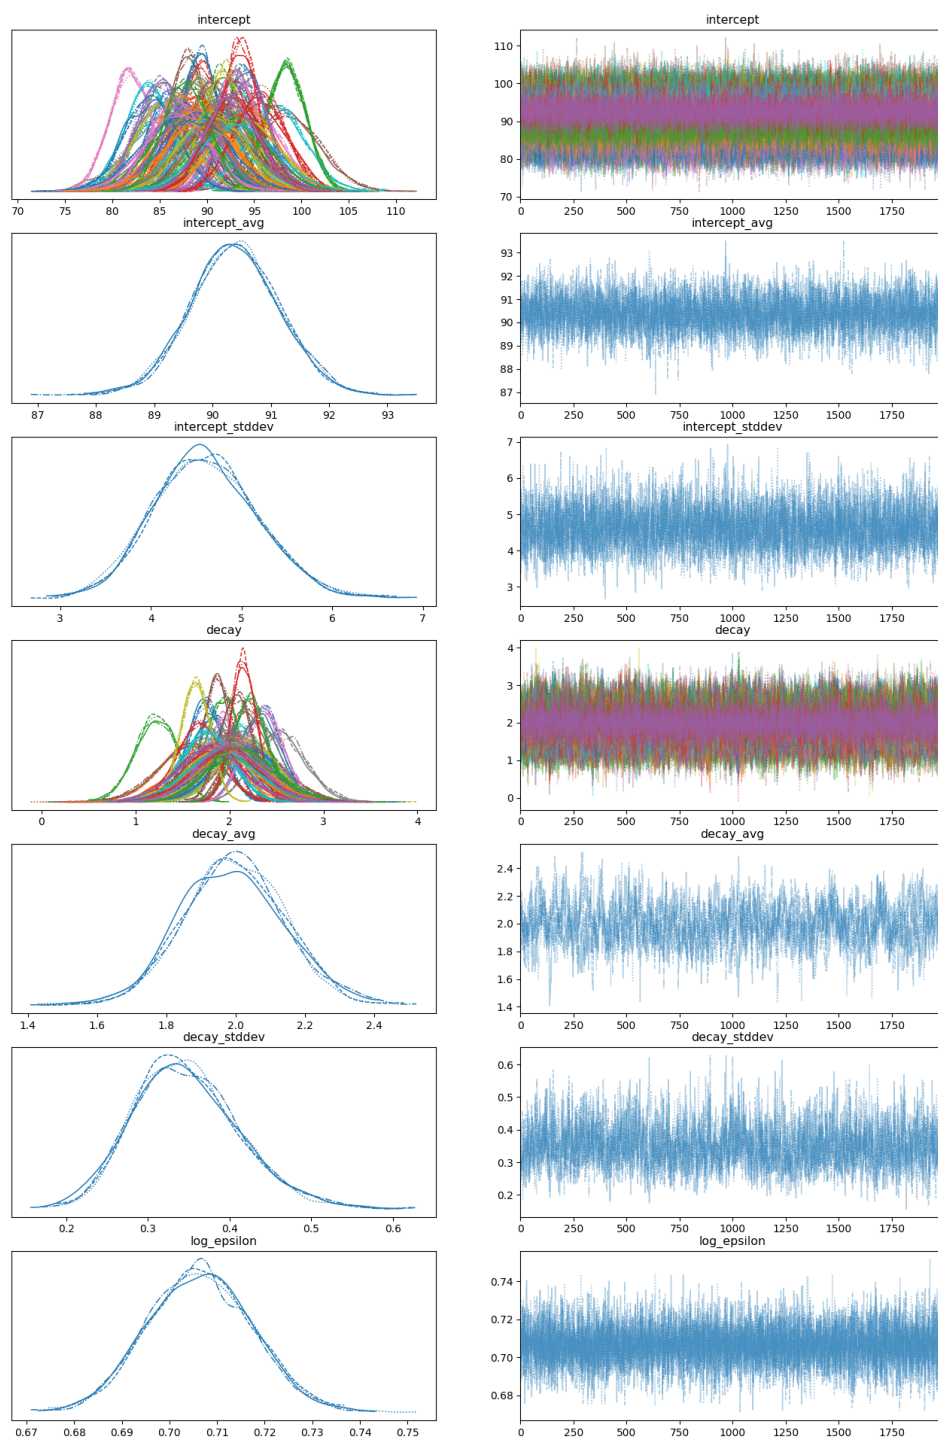 intercept intercept
110
100
90
80
70
70 75 80 85 90 95 100 105 110 0 250 500 750 1000 1250 1500 1750
intercept_avg intercept_avg
93
92
91
90
89
88
87
87 88 89 90 91 92 93 0 250 500 750 1000 1250 1500 1750
intercept_stddev intercept_stddev
7
6
5
4
3
3 4 5 6 7 0 250 500 750 1000 1250 1500 1750
decay decay
4
3
2
1
0
0 1 2 3 4 0 250 500 750 1000 1250 1500 1750
decay_avg decay_avg
2.4
2.2
2.0
1.8
1.6
1.4
1.4 1.6 1.8 2.0 2.2 2.4 0 250 500 750 1000 1250 1500 1750
decay_stddev decay_stddev
0.6
0.5
0.4
0.3
0.2
0.2 0.3 0.4 0.5 0.6 0 250 500 750 1000 1250 1500 1750
log_epsilon log_epsilon
0.74
0.72
0.70
0.68
0.67 0.68 0.69 0.70 0.71 0.72 0.73 0.74 0.75 0 250 500 750 1000 1250 1500 1750